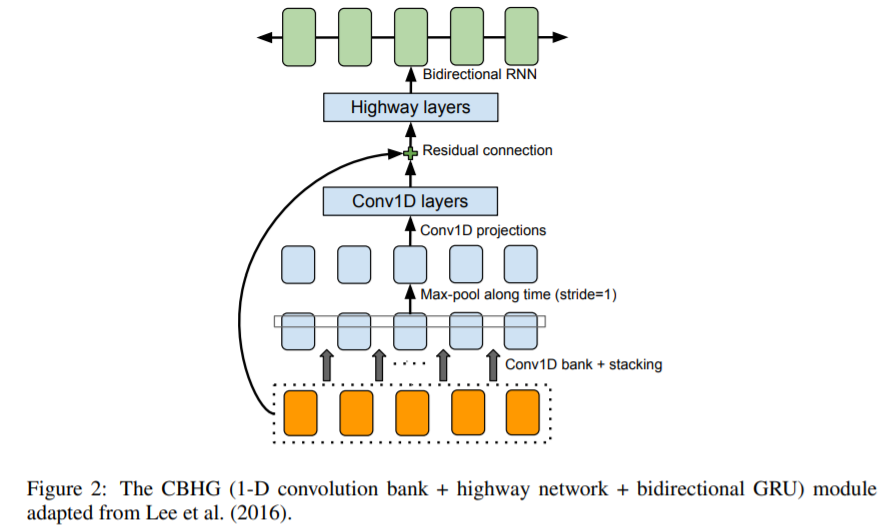 Bidirectional RNN
Highway layers
Residual connection
Conv1D layers
Conv1D projections
Max-pool along time (stride=1)
Conv1D bank + stacking
Figure 2: The CBHG (1-D convolution bank + highway network + bidirectional GRU) module
adapted from Lee et al. (2016).